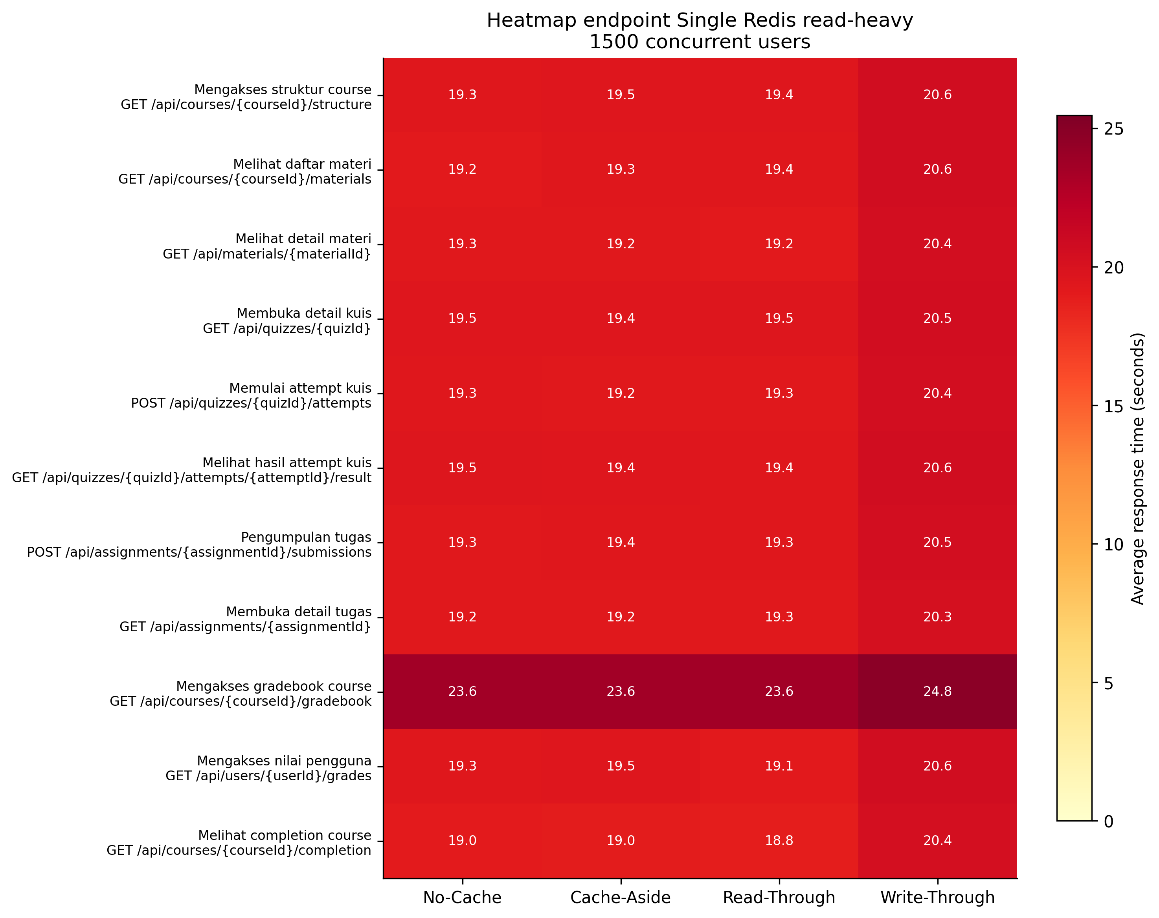 Heatmap endpoint Single Redis read-heavy
1500 concurrent users
Mengakses struktur course
GET /api/courses/{courseId}/structure
19.3 19.5 19.4 20.6
Melihat daftar materi
GET /api/courses/{courseId}/materials
19.2 19.3 19.4 20.6
Melihat detail materi
GET /api/materials/{materialId}
19.3 19.2 19.2 20.4
Membuka detail kuis
GET /api/quizzes/{quizId}
19.5 19.4 19.5 20.5
Memulai attempt kuis
POST /api/quizzes/{quizId}/attempts
19.3 19.2 19.3 20.4
Melihat hasil attempt kuis
GET /api/quizzes/{quizId}/attempts/{attemptId}/result
19.5 19.4 19.4 20.6
Pengumpulan tugas
POST /api/assignments/{assignmentId}/submissions
19.3 19.4 19.3 20.5
Membuka detail tugas
GET /api/assignments/{assignmentId}
19.2 19.2 19.3 20.3
Mengakses gradebook course
GET /api/courses/{courseId}/gradebook
23.6 23.6 23.6 24.8
Mengakses nilai pengguna
GET /api/users/{userId}/grades
19.3 19.5 19.1 20.6
Melihat completion course
GET /api/courses/{courseId}/completion
19.0 19.0 18.8 20.4
No-Cache Cache-Aside Read-Through Write-Through
25
20
15
10
5
0
Average response time (seconds)